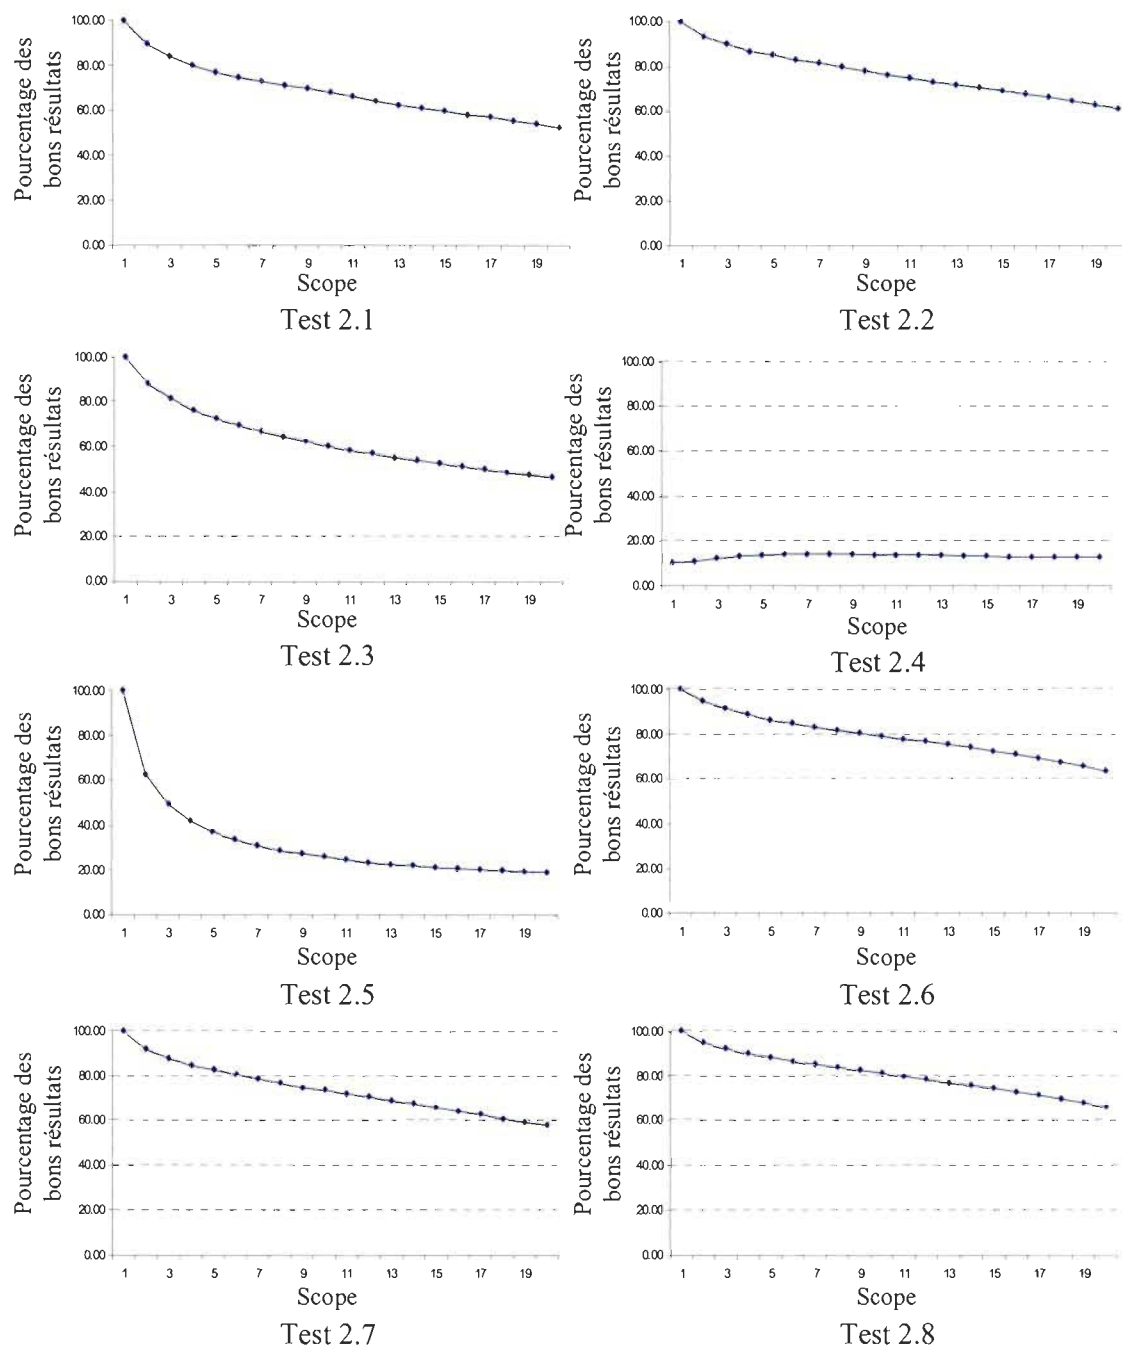 Pourcentage des
bons résultats
100.00
80.00
60.00
40.00
20.00
0.00
1 3 5 7 9 11 13 15 17 19
Scope
Test 2.1
Pourcentage des
bons résultats
100.00
80.00
60.00
40.00
20.00
0.00
1 3 5 7 9 11 13 15 17 19
Scope
Test 2.2
Pourcentage des
bons résultats
100.00
80.00
60.00
40.00
20.00
0.00
1 3 5 7 9 11 13 15 17 19
Scope
Test 2.3
Pourcentage des
bons résultats
100.00
80.00
60.00
40.00
20.00
0.00
1 3 5 7 9 11 13 15 17 19
Scope
Test 2.4
Pourcentage des
bons résultats
100.00
80.00
60.00
40.00
20.00
0.00
1 3 5 7 9 11 13 15 17 19
Scope
Test 2.5
Pourcentage des
bons résultats
100.00
80.00
60.00
40.00
20.00
0.00
1 3 5 7 9 11 13 15 17 19
Scope
Test 2.6
Pourcentage des
bons résultats
100.00
80.00
60.00
40.00
20.00
0.00
1 3 5 7 9 11 13 15 17 19
Scope
Test 2.7
Pourcentage des
bons résultats
100.00
80.00
60.00
40.00
20.00
0.00
1 3 5 7 9 11 13 15 17 19
Scope
Test 2.8